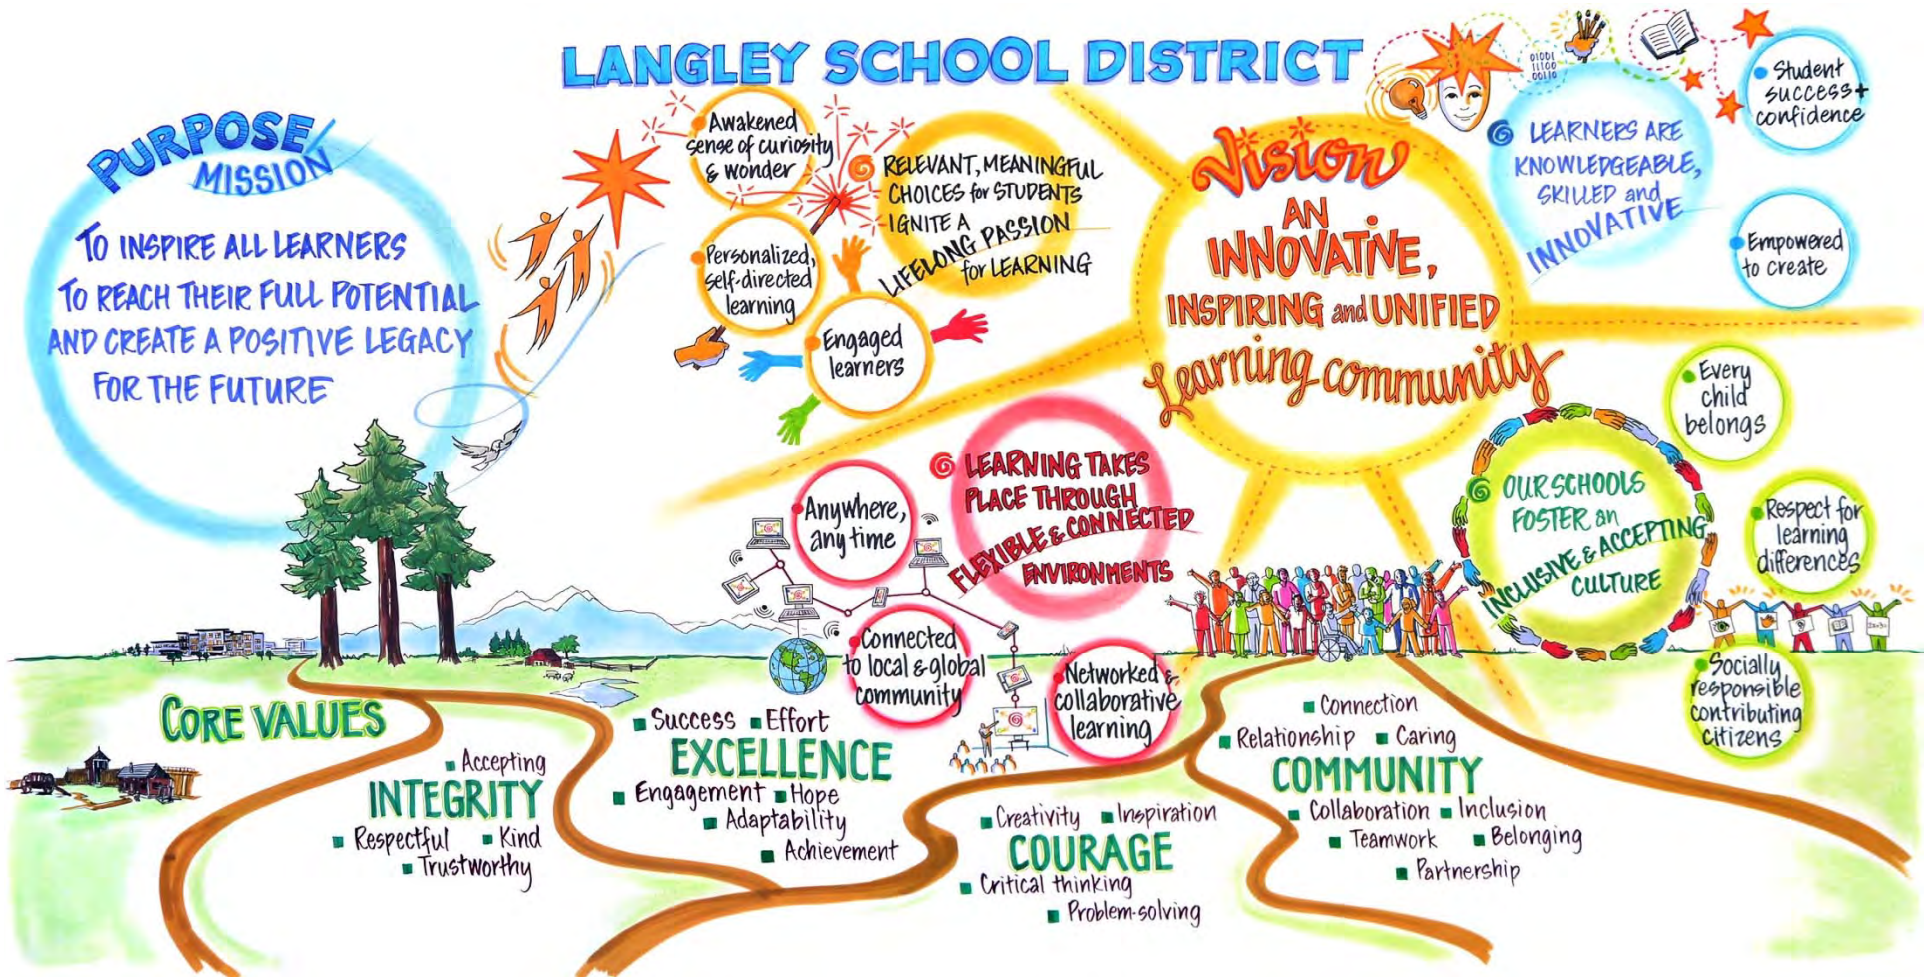 LANGLEY SCHOOL DISTRICT
PURPOSE/
MISSION
TO INSPIRE ALL LEARNERS
TO REACH THEIR FULL POTENTIAL
AND CREATE A POSITIVE LEGACY
FOR THE FUTURE
Awakened
sense of curiosity
& wonder
Personalized,
self-directed
learning
Engaged
learners
RELEVANT, MEANINGFUL
CHOICES for STUDENTS
IGNITE A
LIFELONG PASSION
for LEARNING
Vision
AN
INNOVATIVE,
INSPIRING and UNIFIED
Learning community
01001
11100
00110
LEARNERS ARE
KNOWLEDGEABLE,
SKILLED and
INNOVATIVE
Student
success +
confidence
Empowered
to create
LEARNING TAKES
PLACE THROUGH
FLEXIBLE & CONNECTED
ENVIRONMENTS
Anywhere,
any time
Connected
to local & global
community
Networked &
collaborative
learning
OUR SCHOOLS
FOSTER an
INCLUSIVE & ACCEPTING
CULTURE
Every
child
belongs
Respect for
learning
differences
Socially
responsible
contributing
citizens
CORE VALUES
Accepting
INTEGRITY
Respectful
Kind
Trustworthy
Success
Effort
EXCELLENCE
Engagement
Hope
Adaptability
Achievement
Creativity
Inspiration
COURAGE
Critical thinking
Problem-solving
Connection
Relationship
Caring
COMMUNITY
Collaboration
Inclusion
Teamwork
Belonging
Partnership